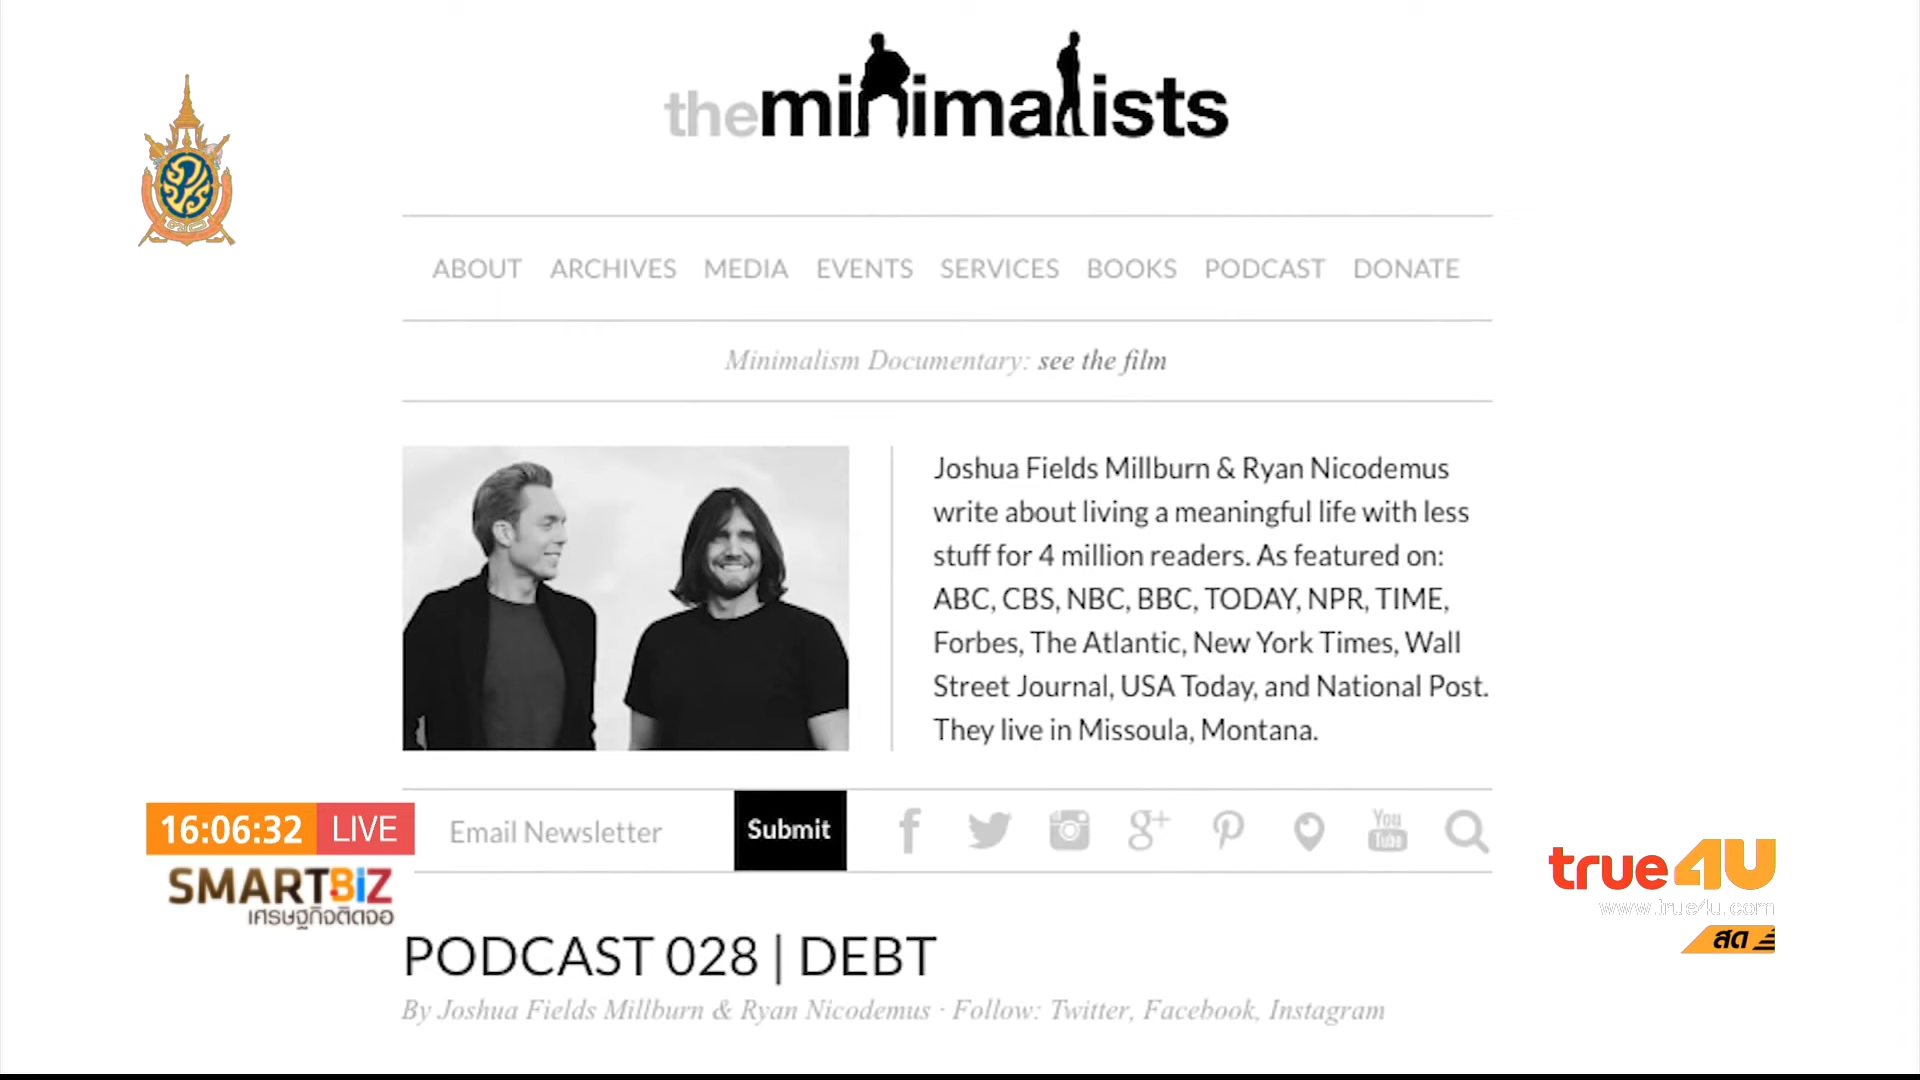 theminimalists
ABOUT ARCHIVES MEDIA EVENTS SERVICES BOOKS PODCAST DONATE
Minimalism Documentary: see the film
Joshua Fields Millburn & Ryan Nicodemus
write about living a meaningful life with less
stuff for 4 million readers. As featured on:
ABC, CBS, NBC, BBC, TODAY, NPR, TIME,
Forbes, The Atlantic, New York Times, Wall
Street Journal, USA Today, and National Post.
They live in Missoula, Montana.
16:06:32 LIVE
Email Newsletter Submit
You Tube
SMARTBiZ
เศรษฐกิจติดจอ
true4U
www.true4u.com
สด
PODCAST 028 | DEBT
By Joshua Fields Millburn & Ryan Nicodemus · Follow: Twitter, Facebook, Instagram